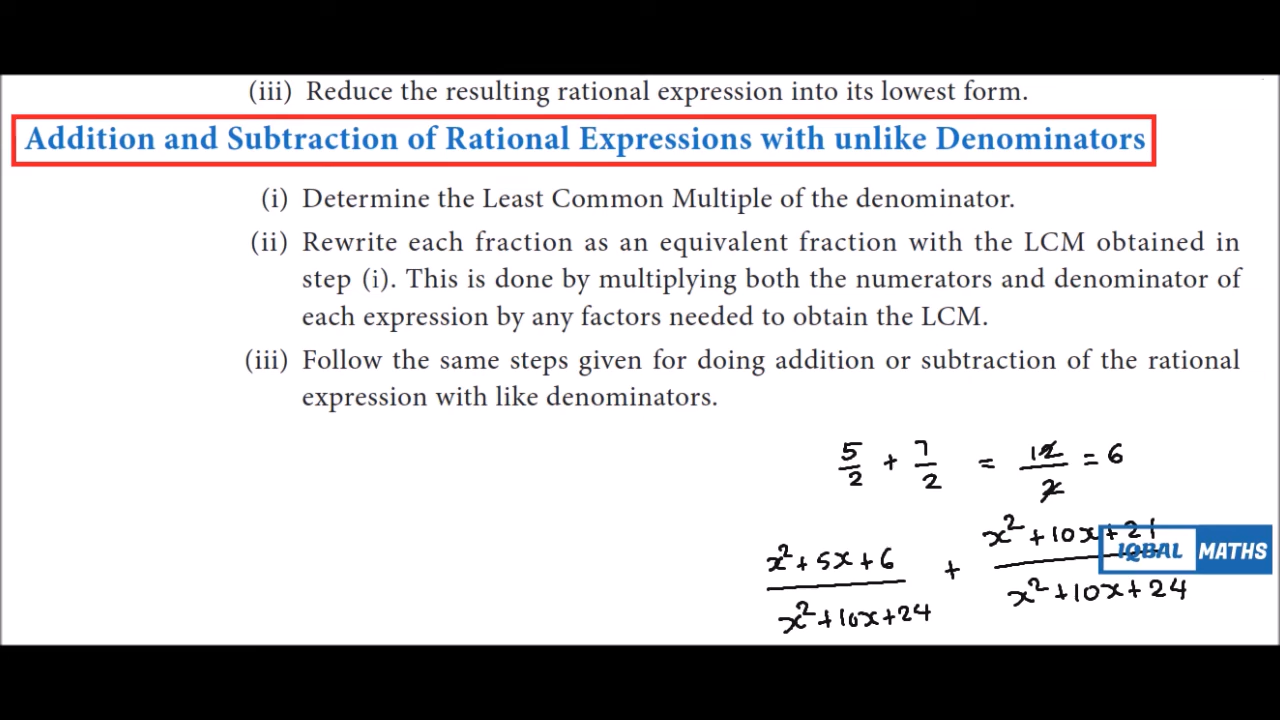 (iii) Reduce the resulting rational expression into its lowest form.
Addition and Subtraction of Rational Expressions with unlike Denominators
(i) Determine the Least Common Multiple of the denominator.
(ii) Rewrite each fraction as an equivalent fraction with the LCM obtained in
step (i). This is done by multiplying both the numerators and denominator of
each expression by any factors needed to obtain the LCM.
(iii) Follow the same steps given for doing addition or subtraction of the rational
expression with like denominators.
5/2 + 7/2 = 12/2 = 6
x²+5x+6 / x²+10x+24 + x²+10x+21 / x²+10x+24
IQBAL MATHS